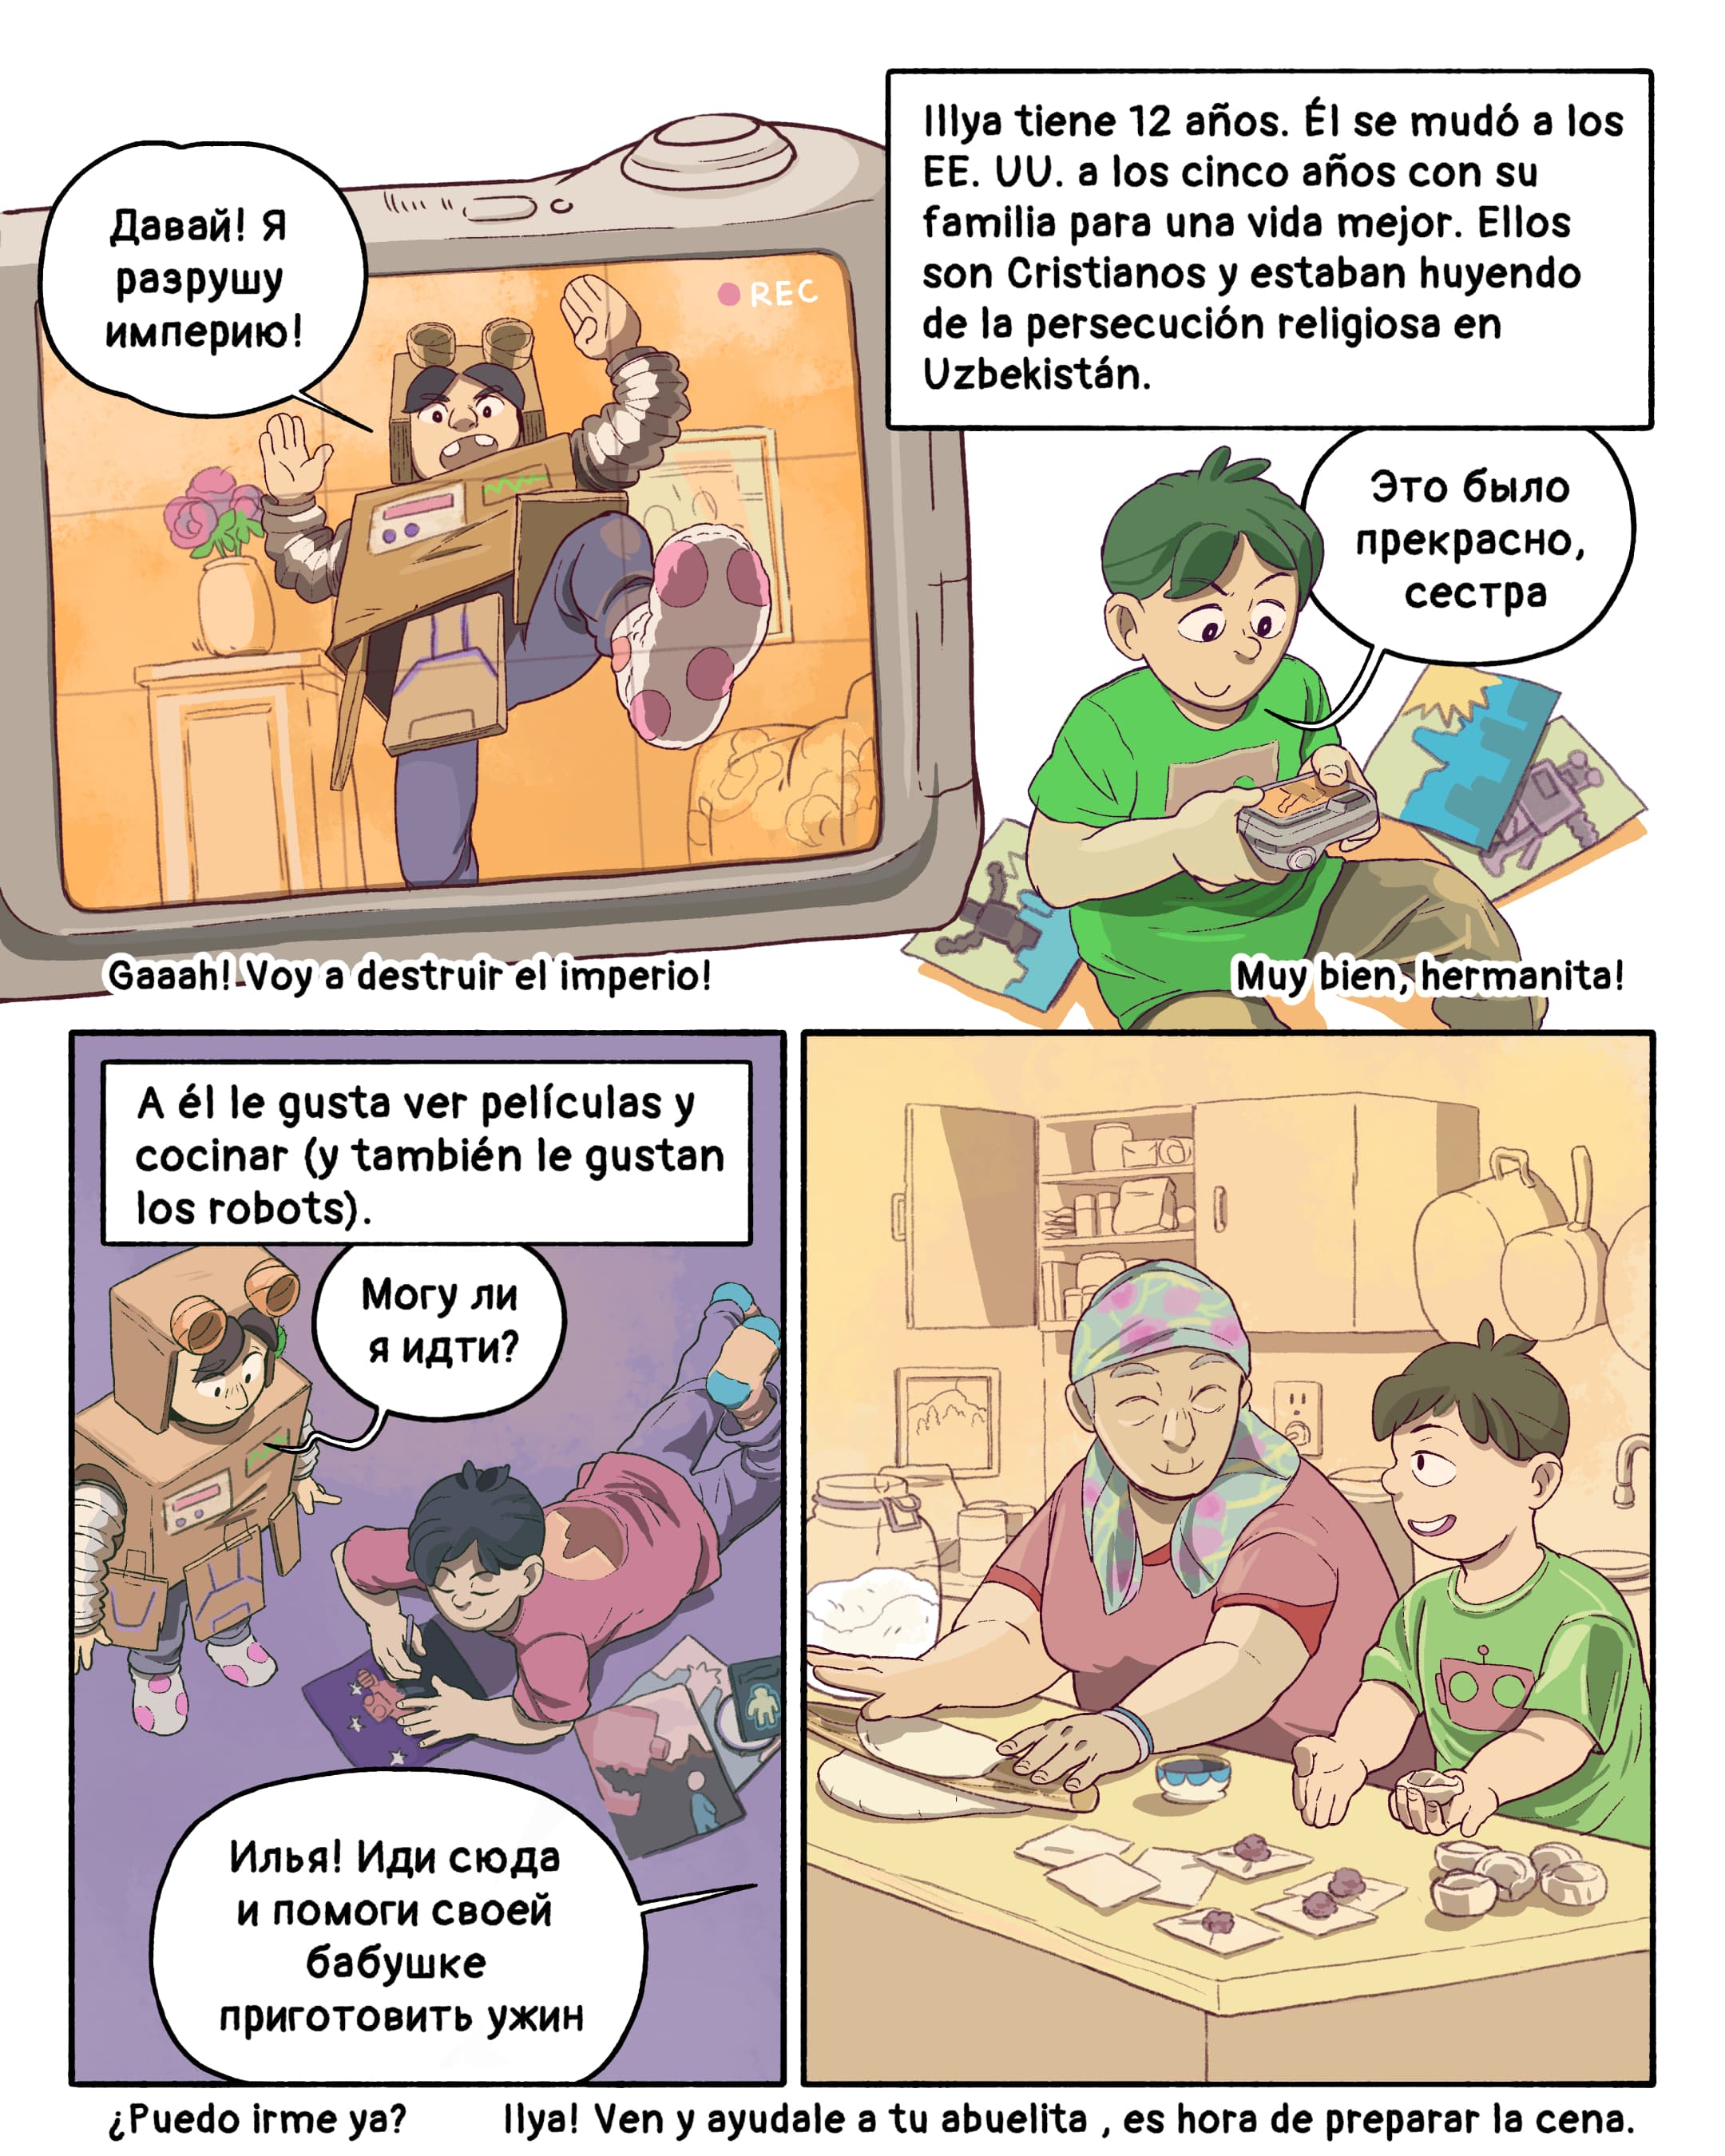 Давай! Я
разрушу
империю!
REC
Illya tiene 12 años. Él se mudó a los
EE. UU. a los cinco años con su
familia para una vida mejor. Ellos
son Cristianos y estaban huyendo
de la persecución religiosa en
Uzbekistán.
Это было
прекрасно,
сестра
Gaaah! Voy a destruir el imperio!
Muy bien, hermanita!
A él le gusta ver películas y
cocinar (y también le gustan
los robots).
Могу ли
я идти?
Илья! Иди сюда
и помоги своей
бабушке
приготовить ужин
¿Puedo irme ya?
Ilya! Ven y ayudale a tu abuelita , es hora de preparar la cena.